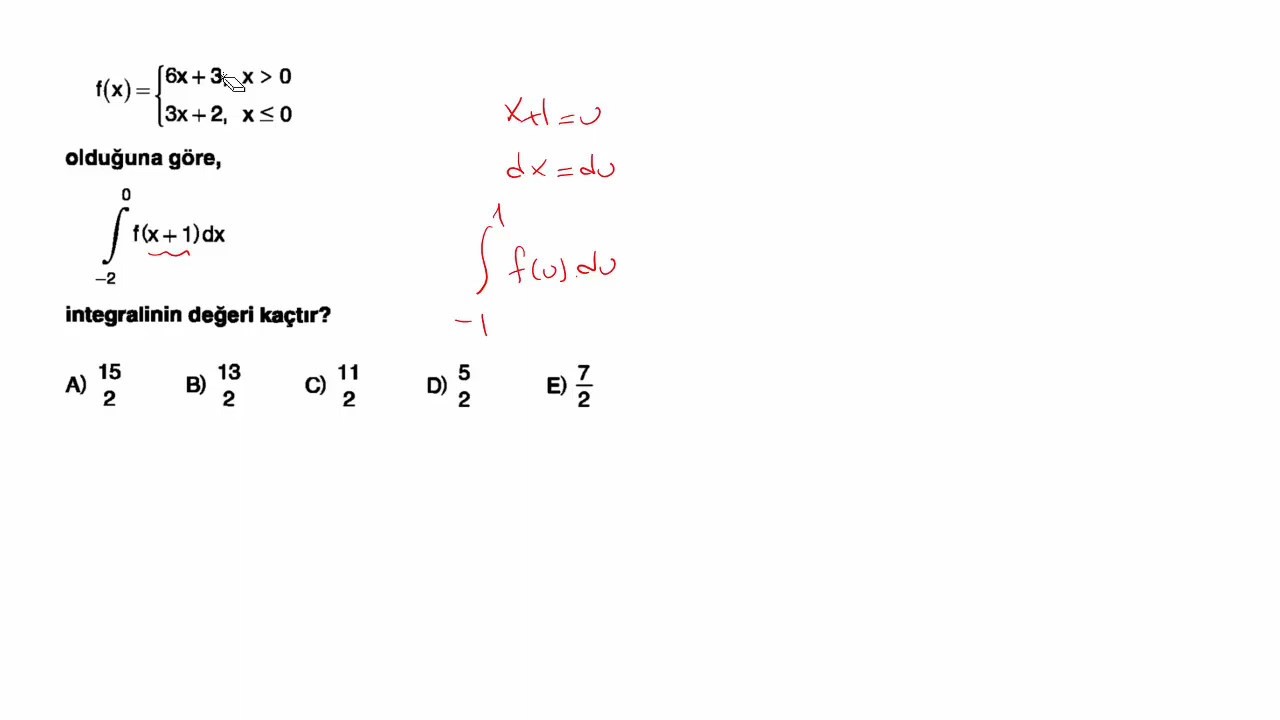 f(x) = { 6x + 3, x > 0
3x + 2, x ≤ 0
olduğuna göre,
∫_{-2}^{0} f(x + 1) dx
integralinin değeri kaçtır?
A) 15/2 B) 13/2 C) 11/2 D) 5/2 E) 7/2
x+1 = u
dx = du
∫_{-1}^{1} f(u).du